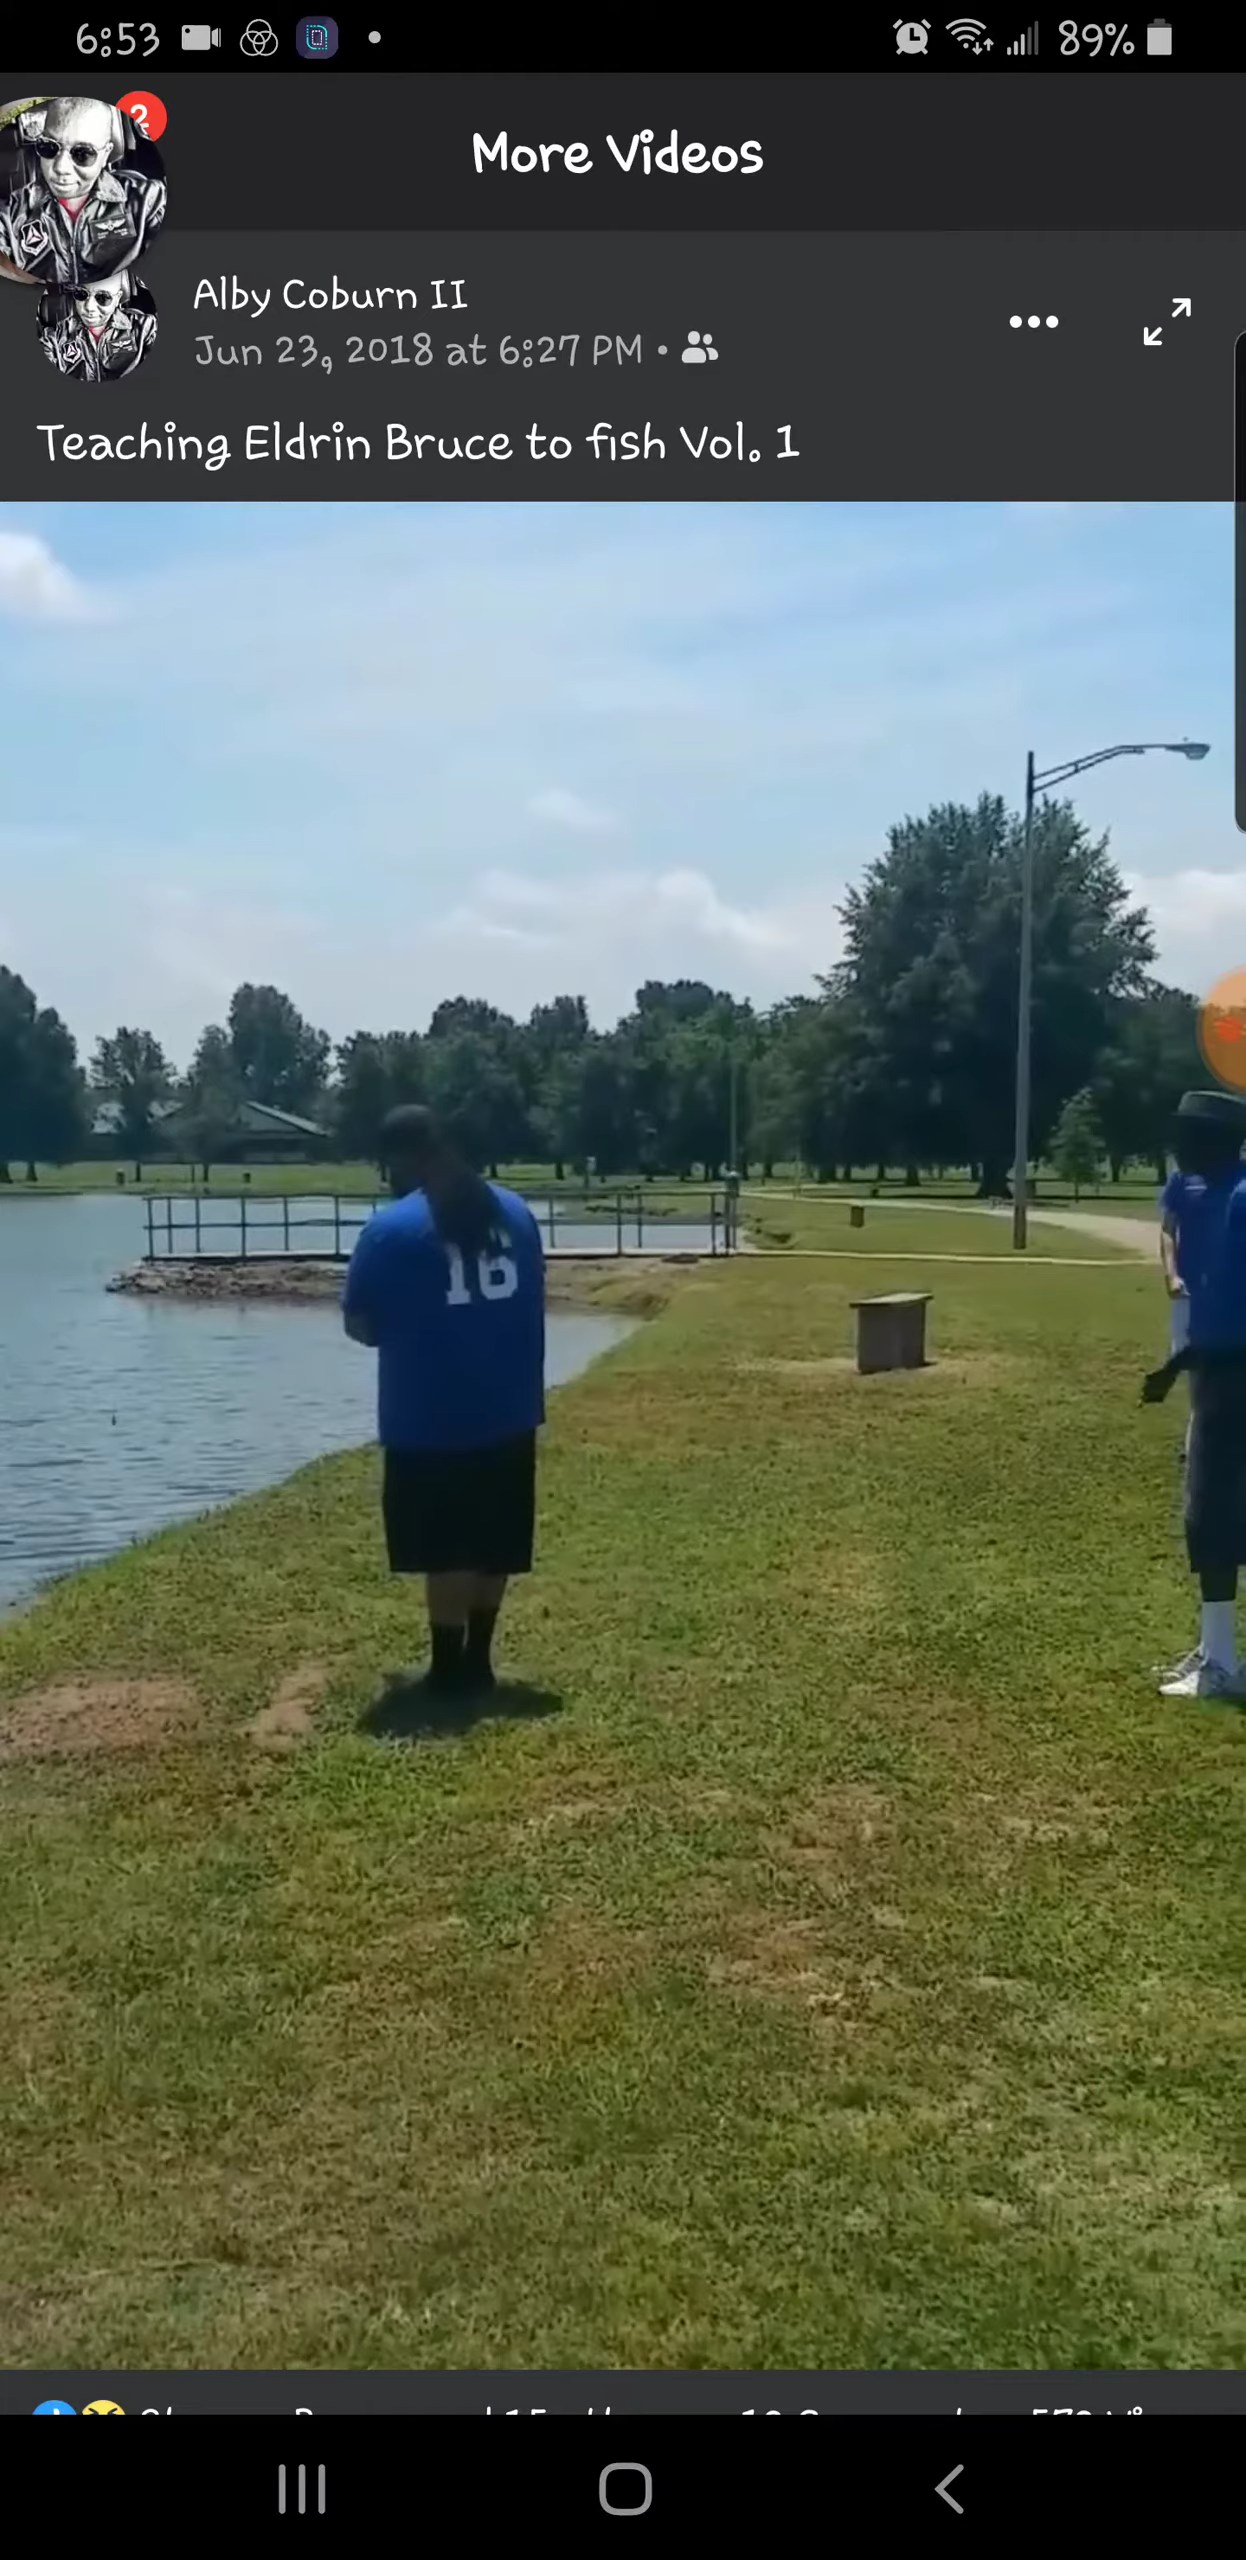 6:53 89%
2
More Videos
Alby Coburn II
Jun 23, 2018 at 6:27 PM
Teaching Eldrin Bruce to fish Vol. 1
16